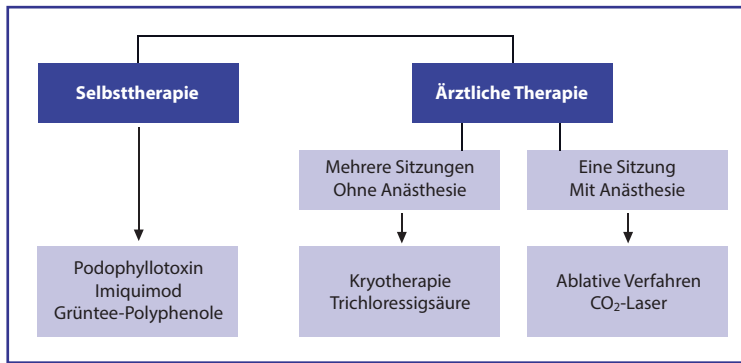 Selbsttherapie
Ärztliche Therapie
Mehrere Sitzungen
Ohne Anästhesie
Eine Sitzung
Mit Anästhesie
Podophyllotoxin
Imiquimod
Grüntee-Polyphenole
Kryotherapie
Trichloressigsäure
Ablative Verfahren
CO₂-Laser